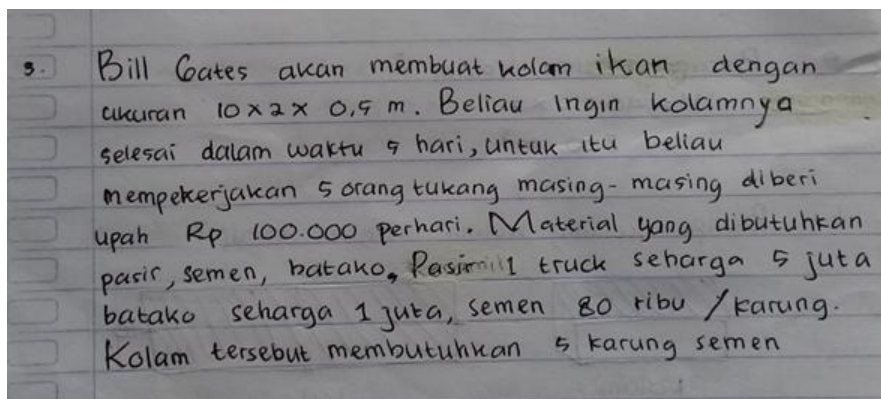 3. Bill Gates akan membuat kolam ikan dengan
ukuran 10 x 2 x 0,5 m. Beliau Ingin kolamnya
selesai dalam waktu 5 hari, untuk itu beliau
mempekerjakan 5 orang tukang masing-masing diberi
upah Rp 100.000 perhari. Material yang dibutuhkan
pasir, semen, batako. Pasir 1 truck seharga 5 juta
batako seharga 1 juta, semen 80 ribu / karung.
Kolam tersebut membutuhkan 5 karung semen